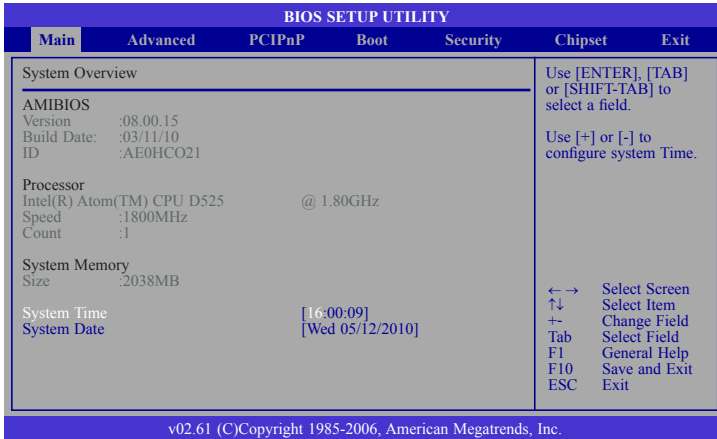 BIOS SETUP UTILITY
Main Advanced PCIPnP Boot Security Chipset Exit
System Overview
AMIBIOS
Version :08.00.15
Build Date: :03/11/10
ID :AE0HCO21
Processor
Intel(R) Atom(TM) CPU D525 @ 1.80GHz
Speed :1800MHz
Count :1
System Memory
Size :2038MB
System Time [16:00:09]
System Date [Wed 05/12/2010]
Use [ENTER], [TAB]
or [SHIFT-TAB] to
select a field.
Use [+] or [-] to
configure system Time.
←→ Select Screen
↑↓ Select Item
+- Change Field
Tab Select Field
F1 General Help
F10 Save and Exit
ESC Exit
v02.61 (C)Copyright 1985-2006, American Megatrends, Inc.